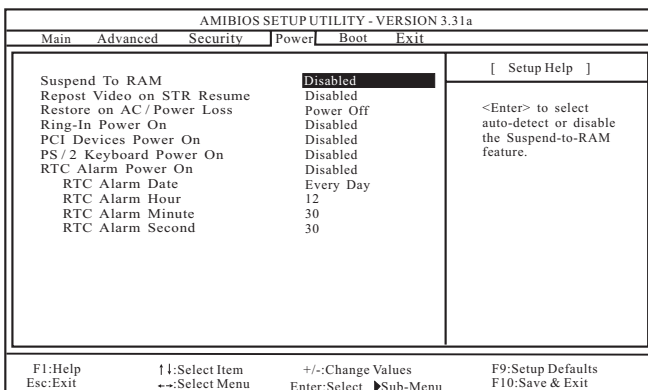 AMIBIOS SETUP UTILITY - VERSION 3.31a
Main Advanced Security Power Boot Exit
Suspend To RAM Disabled
Repost Video on STR Resume Disabled
Restore on AC / Power Loss Power Off
Ring-In Power On Disabled
PCI Devices Power On Disabled
PS / 2 Keyboard Power On Disabled
RTC Alarm Power On Disabled
RTC Alarm Date Every Day
RTC Alarm Hour 12
RTC Alarm Minute 30
RTC Alarm Second 30
[ Setup Help ]
<Enter> to select
auto-detect or disable
the Suspend-to-RAM
feature.
F1:Help ↑↓:Select Item +/-:Change Values F9:Setup Defaults
Esc:Exit ←→:Select Menu Enter:Select ▶Sub-Menu F10:Save & Exit